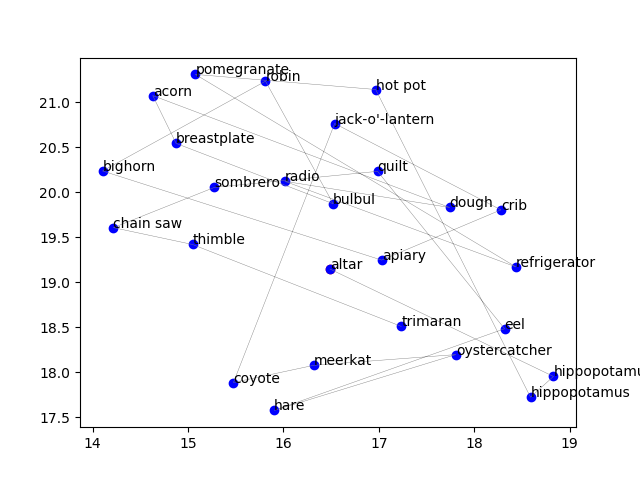 pomegranate
robin
hot pot
acorn
jack-o'-lantern
breastplate
bighorn
quilt
radio
sombrero
bulbul
dough
crib
chain saw
thimble
apiary
altar
refrigerator
trimaran
eel
oystercatcher
meerkat
coyote
hippopotamu
hippopotamus
hare
21.0
20.5
20.0
19.5
19.0
18.5
18.0
17.5
14 15 16 17 18 19